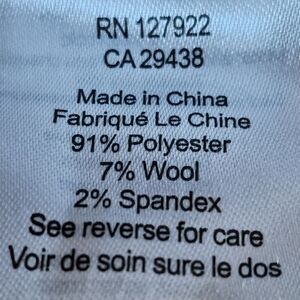 RN 127922
CA 29438
Made in China
Fabriqué Le Chine
91% Polyester
7% Wool
2% Spandex
See reverse for care
Voir de soin sure le dos